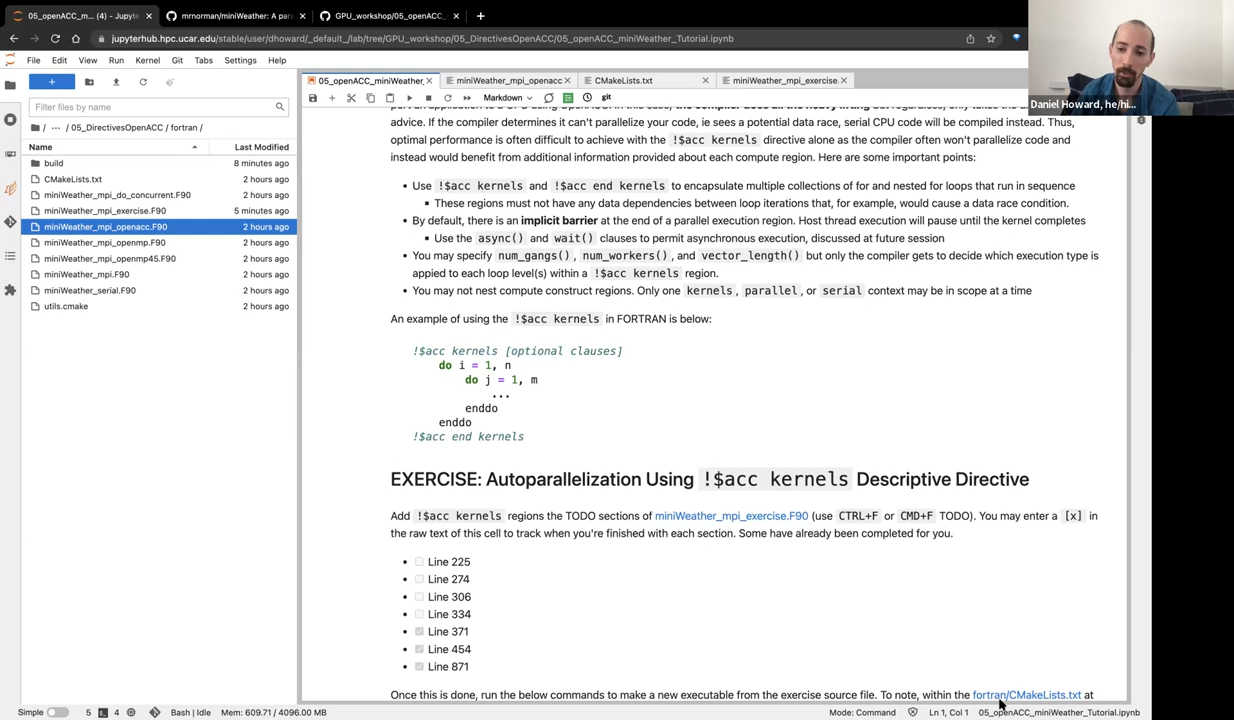 05_openACC_m... (4) - Jupyte
mrnorman/miniWeather: A para
GPU_workshop/05_openACC_
jupyterhub.hpc.ucar.edu/stable/user/dhoward/_default_/lab/tree/GPU_workshop/05_DirectivesOpenACC/05_openACC_miniWeather_Tutorial.ipynb
File Edit View Run Kernel Git Tabs Settings Help
05_openACC_miniWeather_
miniWeather_mpi_openacc
CMakeLists.txt
miniWeather_mpi_exercise.
Markdown
git
Filter files by name
/ ... / 05_DirectivesOpenACC / fortran /
Name Last Modified
build 8 minutes ago
CMakeLists.txt 2 hours ago
miniWeather_mpi_do_concurrent.F90 2 hours ago
miniWeather_mpi_exercise.F90 5 minutes ago
miniWeather_mpi_openacc.F90 2 hours ago
miniWeather_mpi_openmp.F90 2 hours ago
miniWeather_mpi_openmp45.F90 2 hours ago
miniWeather_mpi.F90 2 hours ago
miniWeather_serial.F90 2 hours ago
utils.cmake 2 hours ago
advice. If the compiler determines it can't parallelize your code, ie sees a potential data race, serial CPU code will be compiled instead. Thus,
optimal performance is often difficult to achieve with the !$acc kernels directive alone as the compiler often won't parallelize code and
instead would benefit from additional information provided about each compute region. Here are some important points:
• Use !$acc kernels and !$acc end kernels to encapsulate multiple collections of for and nested for loops that run in sequence
▪ These regions must not have any data dependencies between loop iterations that, for example, would cause a data race condition.
• By default, there is an implicit barrier at the end of a parallel execution region. Host thread execution will pause until the kernel completes
▪ Use the async() and wait() clauses to permit asynchronous execution, discussed at future session
• You may specify num_gangs(), num_workers(), and vector_length() but only the compiler gets to decide which execution type is
appied to each loop level(s) within a !$acc kernels region.
• You may not nest compute construct regions. Only one kernels, parallel, or serial context may be in scope at a time
An example of using the !$acc kernels in FORTRAN is below:
!$acc kernels [optional clauses]
do i = 1, n
do j = 1, m
...
enddo
enddo
!$acc end kernels
EXERCISE: Autoparallelization Using !$acc kernels Descriptive Directive
Add !$acc kernels regions the TODO sections of miniWeather_mpi_exercise.F90 (use CTRL+F or CMD+F TODO). You may enter a [x] in
the raw text of this cell to track when you're finished with each section. Some have already been completed for you.
• Line 225
• Line 274
• Line 306
• Line 334
• Line 371
• Line 454
• Line 871
Once this is done, run the below commands to make a new executable from the exercise source file. To note, within the fortran/CMakeLists.txt at
Daniel Howard, he/hi...
Simple 5 4 Bash | Idle Mem: 609.71 / 4096.00 MB Mode: Command Ln 1, Col 1 05_openACC_miniWeather_Tutorial.ipynb